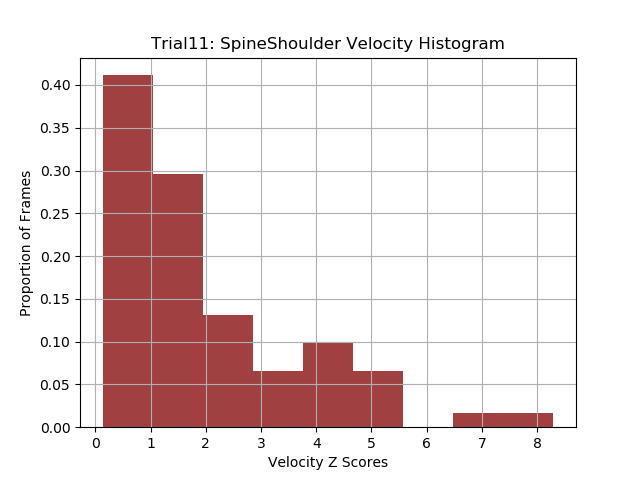 Trial11: SpineShoulder Velocity Histogram
0.40
0.35
0.30
0.25
0.20
0.15
0.10
0.05
0.00
Proportion of Frames
0 1 2 3 4 5 6 7 8
Velocity Z Scores